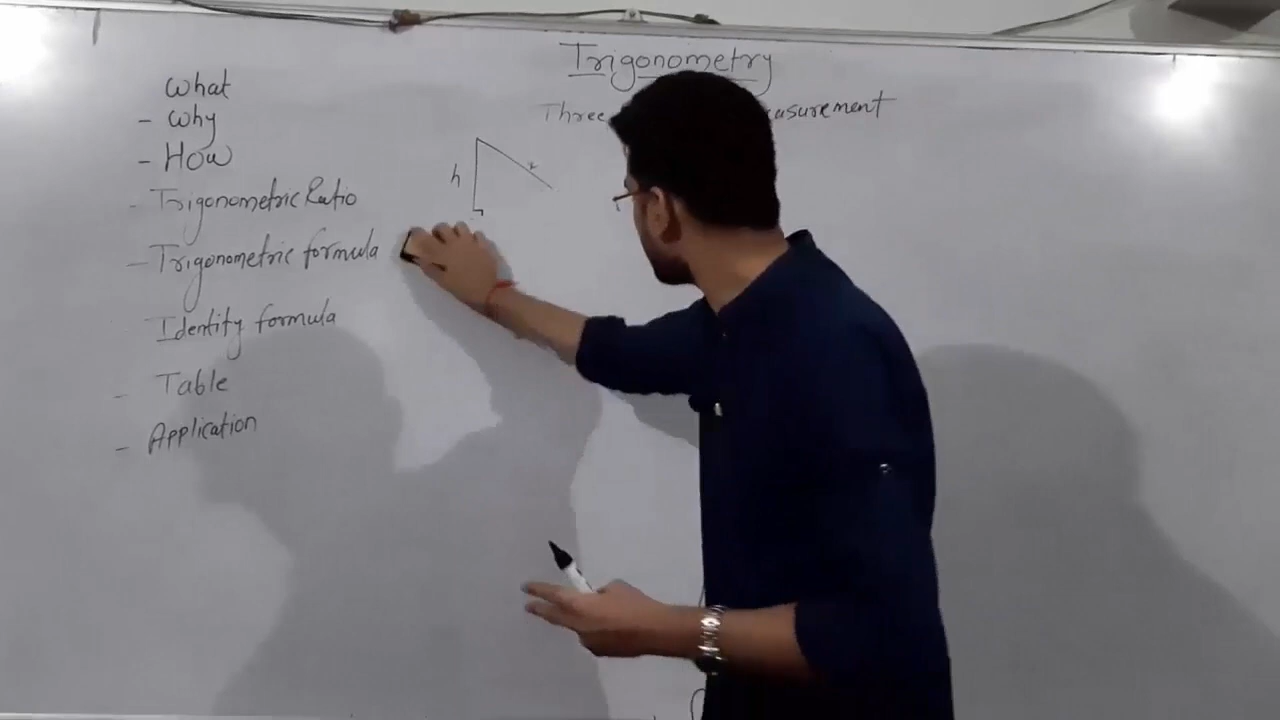 Trigonometry
Three asurement
What
- Why
- How
- Trigonometric Ratio
- Trigonometric formula
Identity formula
- Table
- Application
h
x